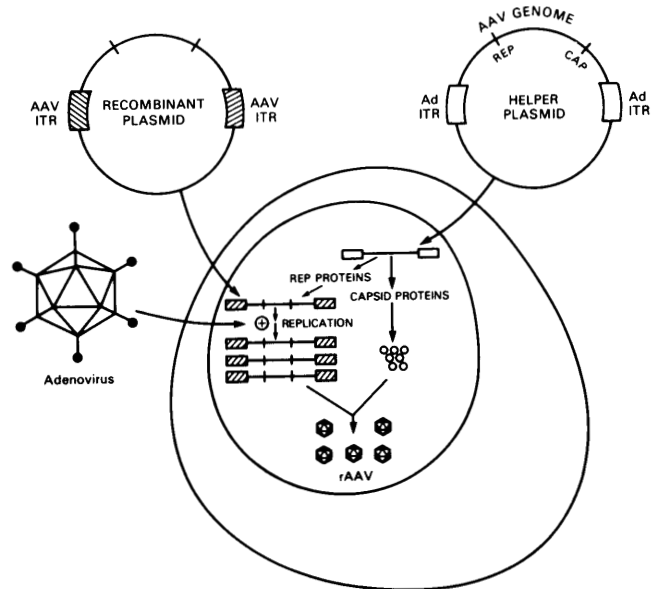 AAV GENOME
REP
CAP
AAV
ITR
RECOMBINANT
PLASMID
AAV
ITR
Ad
ITR
HELPER
PLASMID
Ad
ITR
REP PROTEINS
CAPSID PROTEINS
REPLICATION
Adenovirus
rAAV